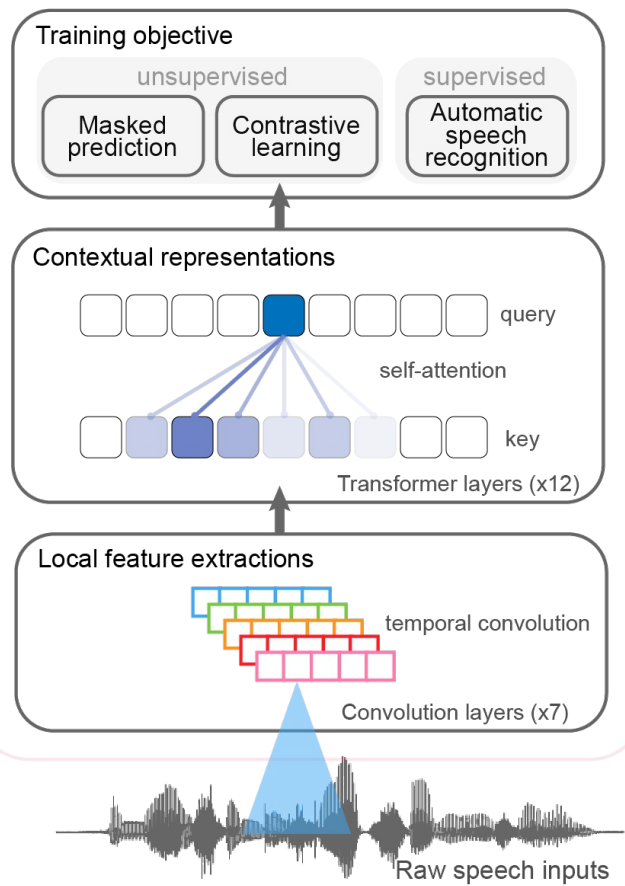 Training objective
unsupervised
supervised
Masked
prediction
Contrastive
learning
Automatic
speech
recognition
Contextual representations
query
self-attention
key
Transformer layers (x12)
Local feature extractions
temporal convolution
Convolution layers (x7)
Raw speech inputs